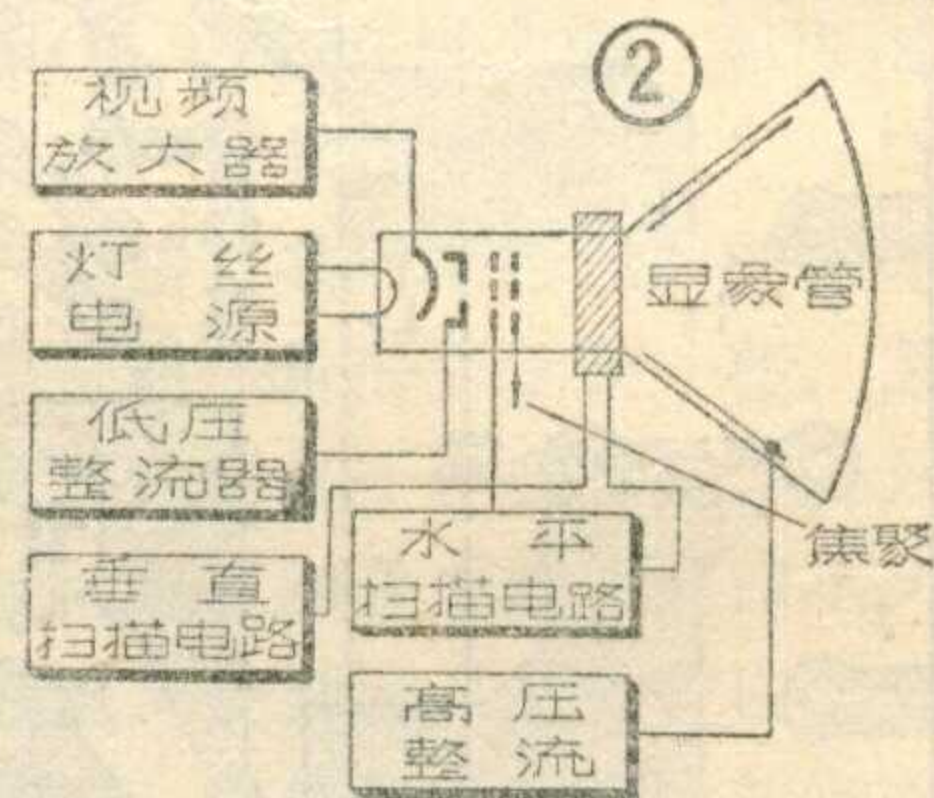 ②
视频
放大器
灯丝
电源
低压
整流器
垂直
扫描电路
水平
扫描电路
高压
整流
显象管
焦聚